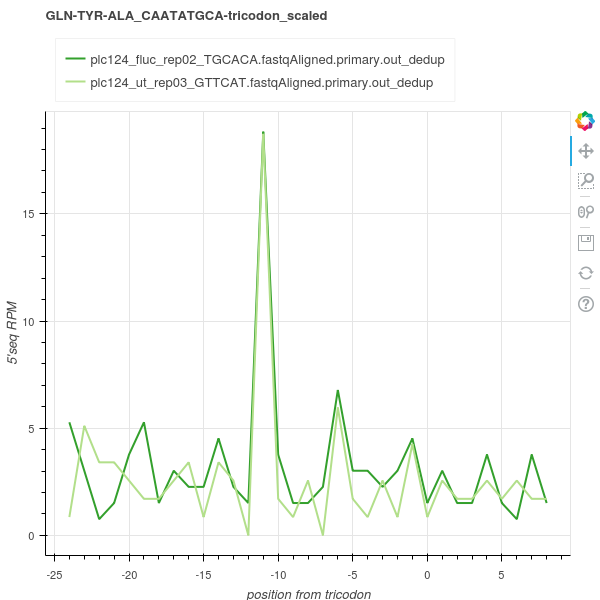 GLN-TYR-ALA_CAATATGCA-tricodon_scaled
plc124_fluc_rep02_TGCACA.fastqAligned.primary.out_dedup
plc124_ut_rep03_GTTCAT.fastqAligned.primary.out_dedup
5'seq RPM
15
10
5
0
-25 -20 -15 -10 -5 0 5
position from tricodon